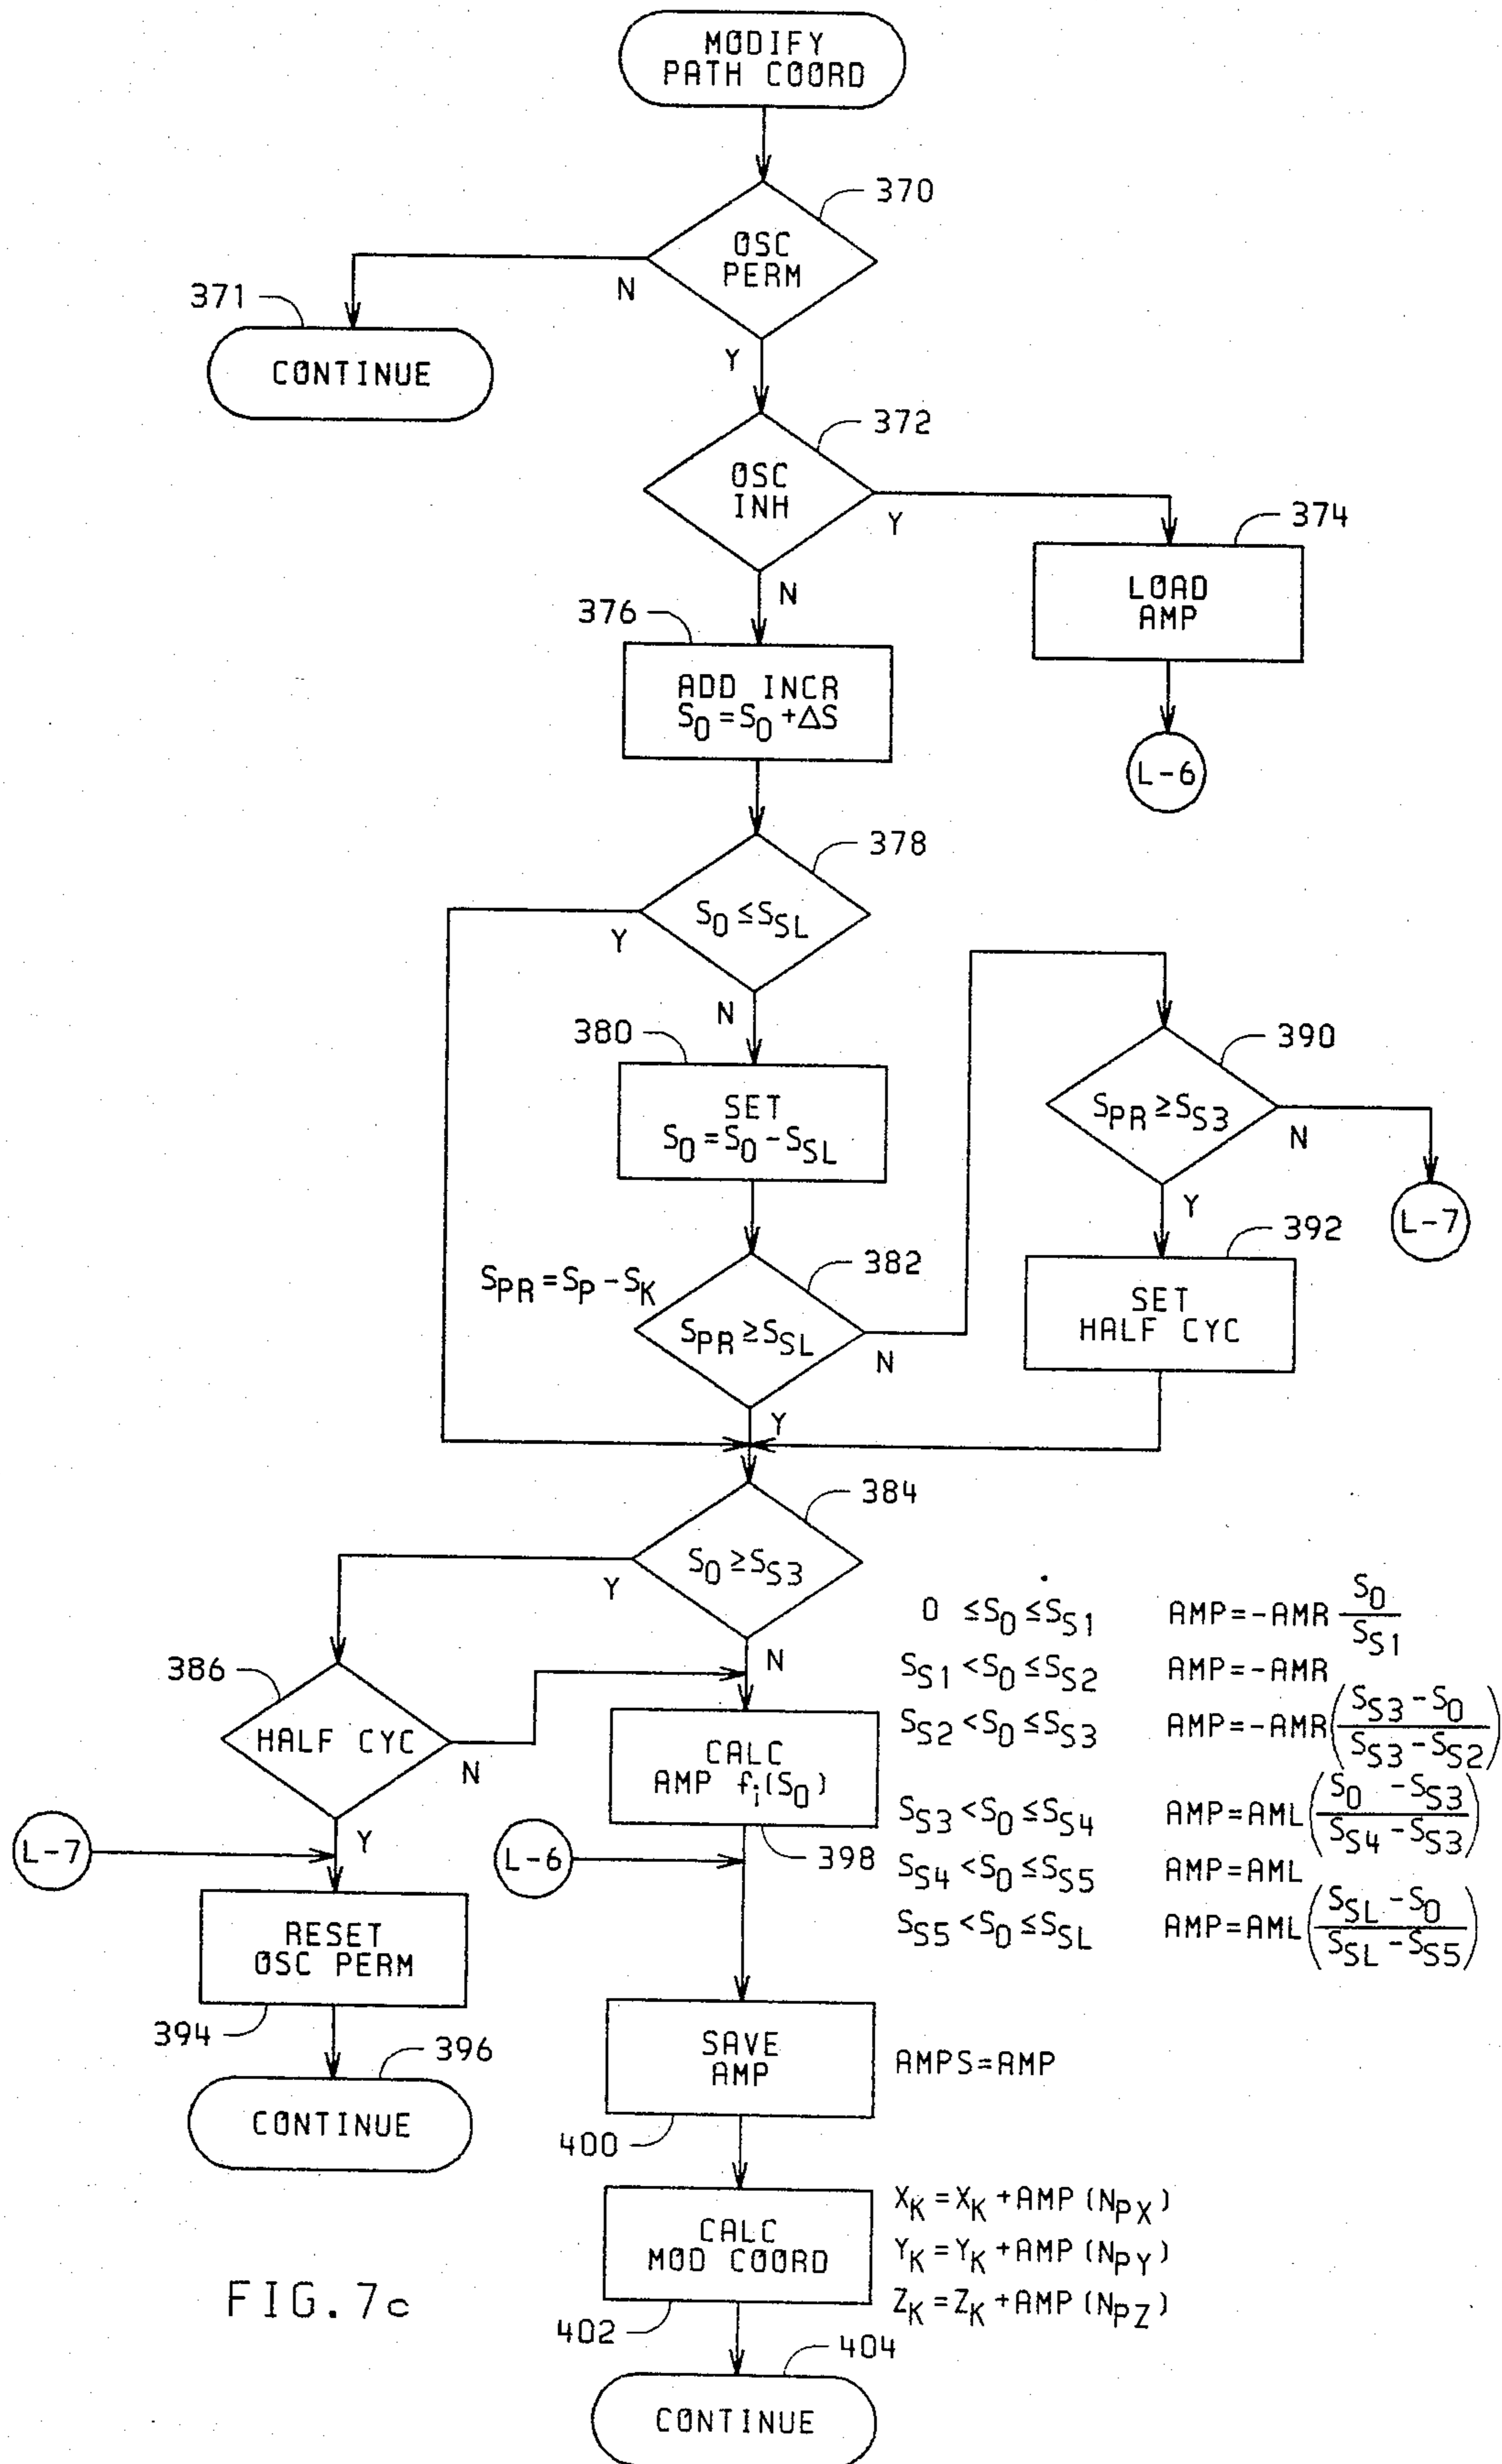 MODIFY
PATH COORD
370
OSC
PERM
N
371
CONTINUE
Y
372
OSC
INH
Y
374
LOAD
AMP
N
376
ADD INCR
S0 = S0 + ΔS
L-6
378
S0 ≤ SSL
Y
N
380
SET
S0 = S0 - SSL
390
SPR ≥ SS3
N
L-7
Y
SPR = SP - SK
382
SPR ≥ SSL
N
392
SET
HALF CYC
Y
384
S0 ≥ SS3
Y
N
386
HALF CYC
N
Y
L-7
CALC
AMP fi(S0)
398
L-6
0 ≤ S0 ≤ SS1 AMP = -AMR S0/SS1
SS1 < S0 ≤ SS2 AMP = -AMR
SS2 < S0 ≤ SS3 AMP = -AMR((SS3 - S0)/(SS3 - SS2))
SS3 < S0 ≤ SS4 AMP = AML((S0 - SS3)/(SS4 - SS3))
SS4 < S0 ≤ SS5 AMP = AML
SS5 < S0 ≤ SSL AMP = AML((SSL - S0)/(SSL - SS5))
RESET
OSC PERM
394
396
CONTINUE
SAVE
AMP
AMPS = AMP
400
CALC
MOD COORD
XK = XK + AMP (NPX)
YK = YK + AMP (NPY)
ZK = ZK + AMP (NPZ)
402
404
CONTINUE
FIG. 7c